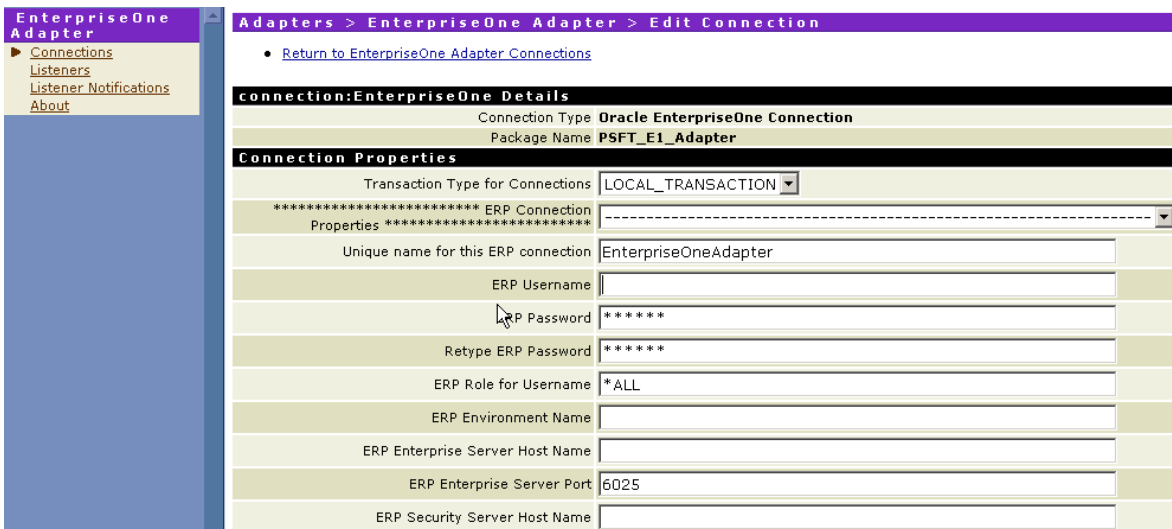 EnterpriseOne
Adapter
Connections
Listeners
Listener Notifications
About
Adapters > EnterpriseOne Adapter > Edit Connection
Return to EnterpriseOne Adapter Connections
connection:EnterpriseOne Details
Connection Type Oracle EnterpriseOne Connection
Package Name PSFT_E1_Adapter
Connection Properties
Transaction Type for Connections LOCAL_TRANSACTION
************************* ERP Connection
Properties ************************* ------------------------------------------------------------------------
Unique name for this ERP connection EnterpriseOneAdapter
ERP Username
ERP Password ******
Retype ERP Password ******
ERP Role for Username *ALL
ERP Environment Name
ERP Enterprise Server Host Name
ERP Enterprise Server Port 6025
ERP Security Server Host Name